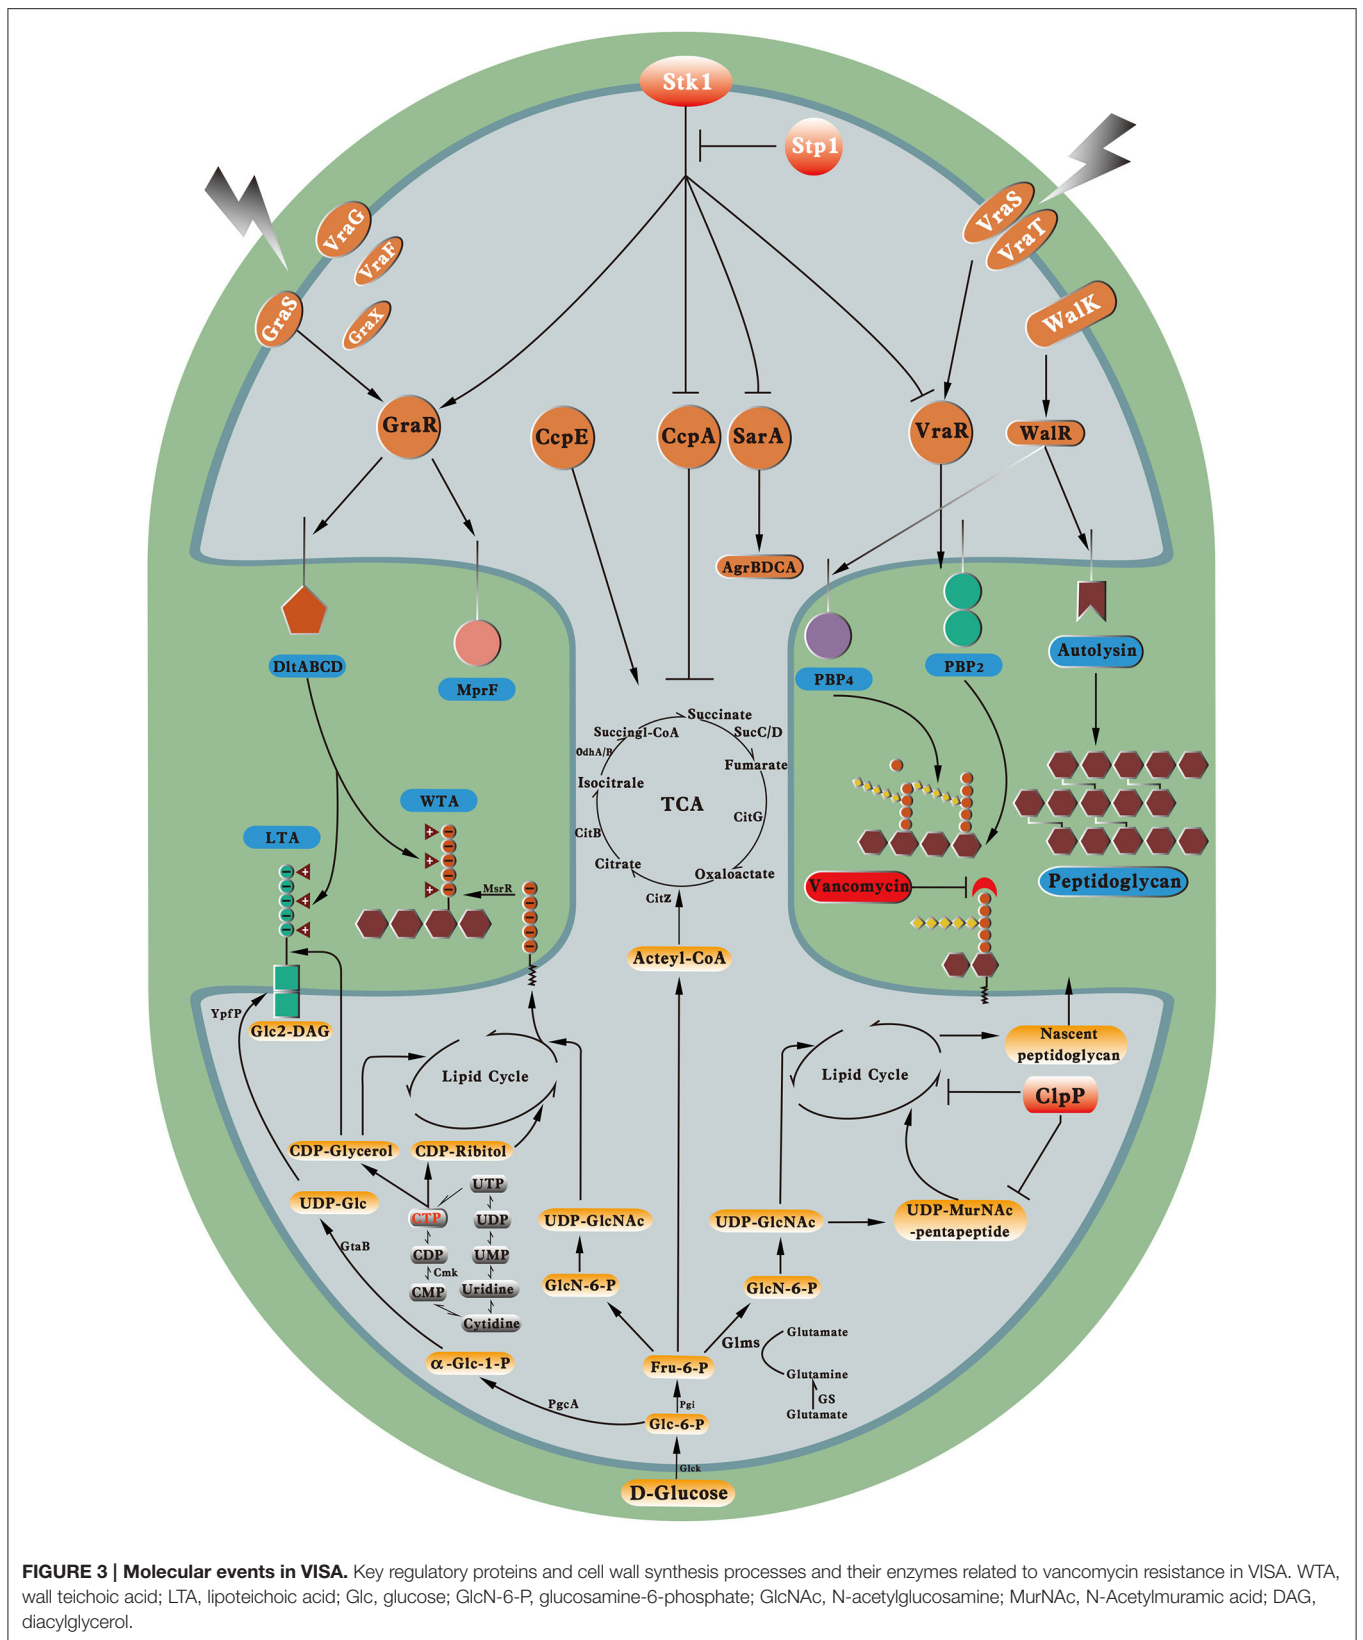 Stk1
Stp1
VraG
VraF
GraS
GraX
VraS
VraT
WalK
GraR
CcpE
CcpA
SarA
VraR
WalR
AgrBDCA
DltABCD
MprF
PBP4
PBP2
Autolysin
Succinate
Succingl-CoA
SucC/D
OdhA/B
Fumarate
Isocitrale
TCA
CitG
CitB
Citrate
Oxaloactate
CitZ
WTA
LTA
MsrR
Vancomycin
Peptidoglycan
Acteyl-CoA
YpfP
Glc2-DAG
Lipid Cycle
Lipid Cycle
Nascent
peptidoglycan
ClpP
CDP-Glycerol
CDP-Ribitol
UDP-Glc
UTP
CTP
UDP
UDP-GlcNAc
UDP-GlcNAc
UDP-MurNAc
-pentapeptide
GtaB
CDP
UMP
Cmk
CMP
Uridine
GlcN-6-P
GlcN-6-P
Cytidine
α-Glc-1-P
Fru-6-P
Glms
Glutamate
Glutamine
GS
Glutamate
PgcA
Pgi
Glc-6-P
Glck
D-Glucose
FIGURE 3 | Molecular events in VISA. Key regulatory proteins and cell wall synthesis processes and their enzymes related to vancomycin resistance in VISA. WTA,
wall teichoic acid; LTA, lipoteichoic acid; Glc, glucose; GlcN-6-P, glucosamine-6-phosphate; GlcNAc, N-acetylglucosamine; MurNAc, N-Acetylmuramic acid; DAG,
diacylglycerol.